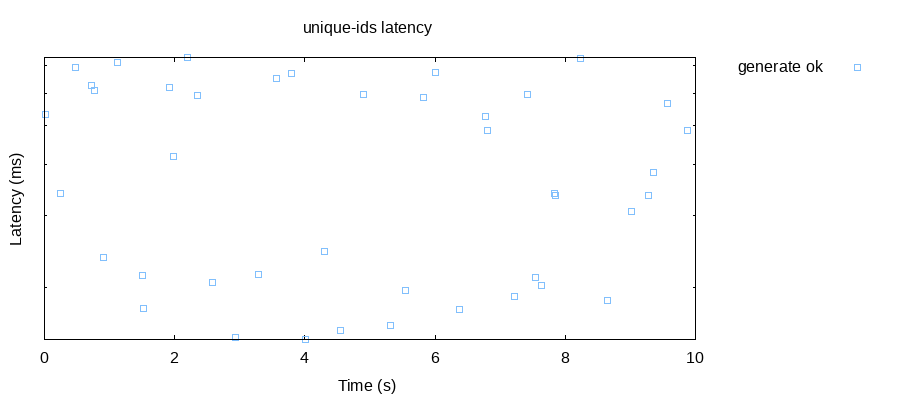 unique-ids latency
generate ok
Latency (ms)
0 2 4 6 8 10
Time (s)